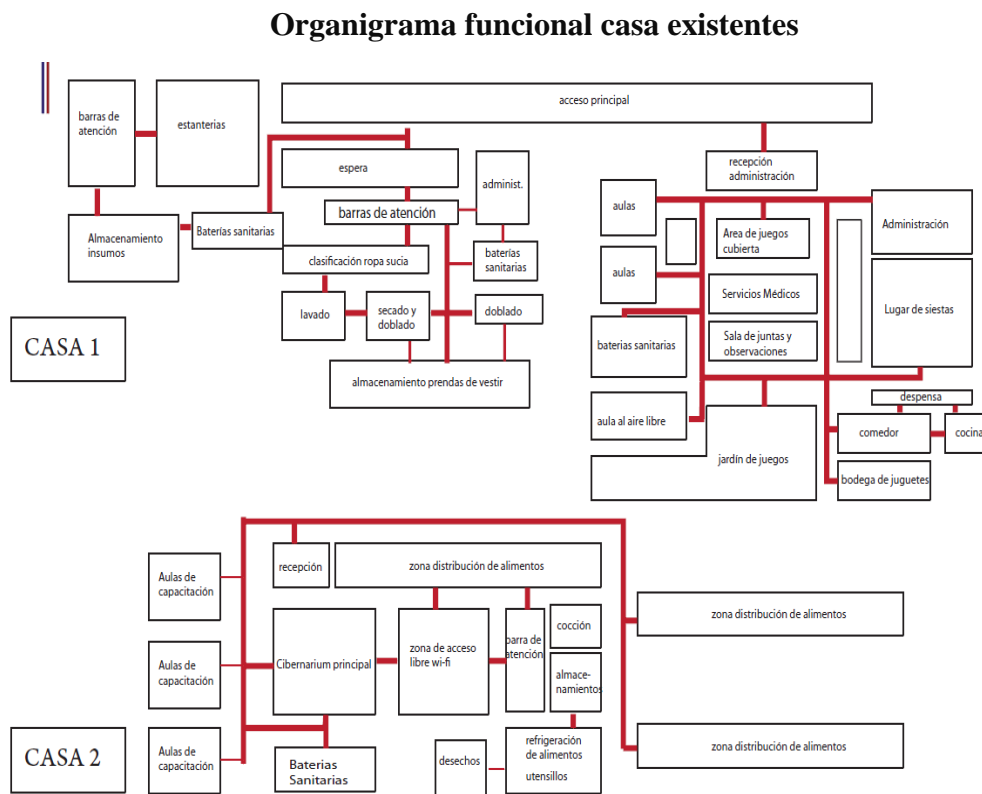 Organigrama funcional casa existentes
barras de
atención
estanterias
acceso principal
espera
administ.
recepción
administración
barras de atención
aulas
Almacenamiento
insumos
Baterías sanitarias
Area de juegos
cubierta
Administración
clasificación ropa sucia
baterías
sanitarias
aulas
lavado
secado y
doblado
doblado
Servicios Médicos
Lugar de siestas
CASA 1
baterias sanitarias
Sala de juntas y
observaciones
almacenamiento prendas de vestir
despensa
aula al aire libre
comedor
cocina
jardín de juegos
bodega de juguetes
Aulas de
capacitación
recepción
zona distribución de alimentos
zona distribución de alimentos
cocción
Aulas de
capacitación
Cibernarium principal
zona de acceso
libre wi-fi
barra de
atención
almace-
namientos
CASA 2
Aulas de
capacitación
Baterias
Sanitarias
desechos
refrigeración
de alimentos
utensillos
zona distribución de alimentos